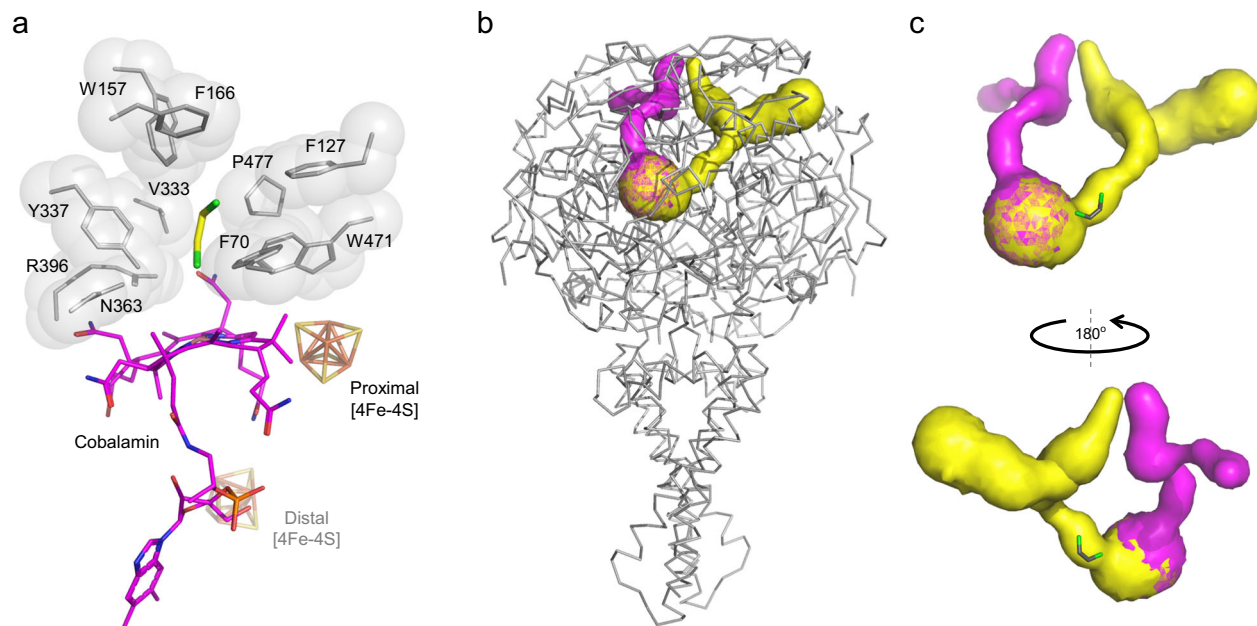 a
b
c
W157
F166
F127
P477
V333
Y337
F70
W471
R396
N363
Proximal
[4Fe-4S]
Cobalamin
Distal
[4Fe-4S]
180°